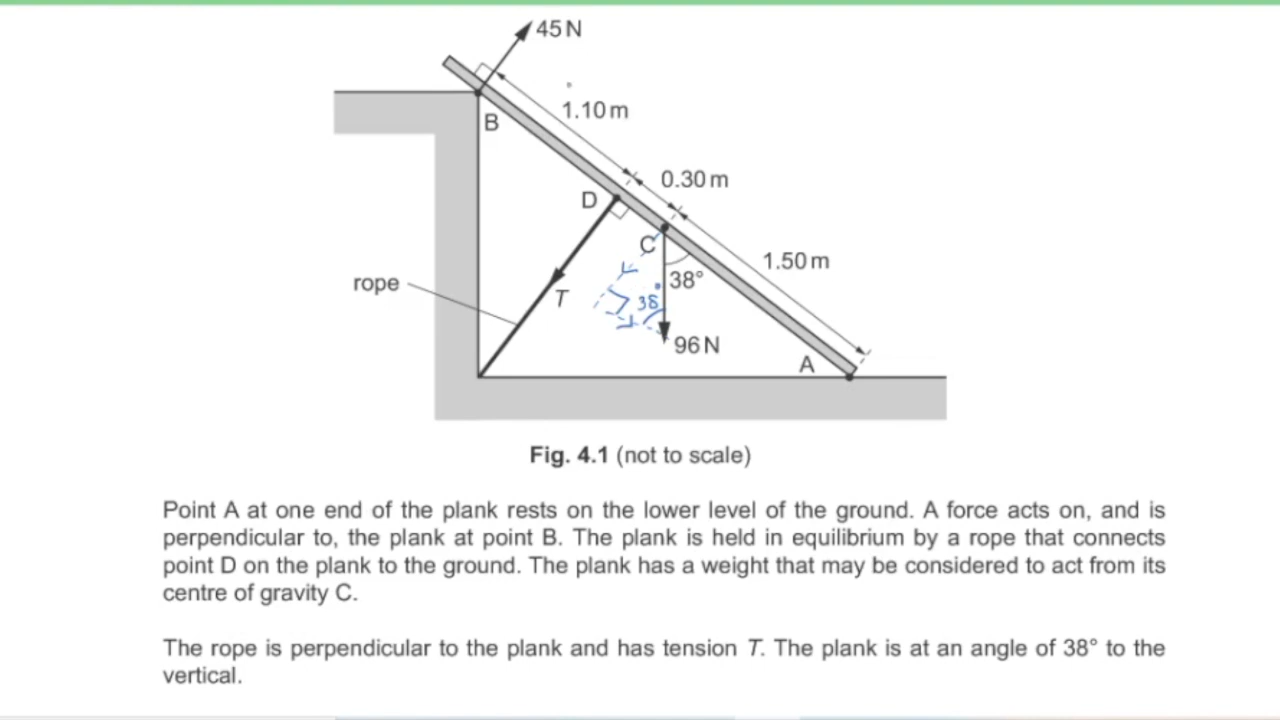 45 N
1.10 m
B
0.30 m
D
C
1.50 m
rope
38°
T
38°
96 N
A
Fig. 4.1 (not to scale)
Point A at one end of the plank rests on the lower level of the ground. A force acts on, and is
perpendicular to, the plank at point B. The plank is held in equilibrium by a rope that connects
point D on the plank to the ground. The plank has a weight that may be considered to act from its
centre of gravity C.
The rope is perpendicular to the plank and has tension T. The plank is at an angle of 38° to the
vertical.